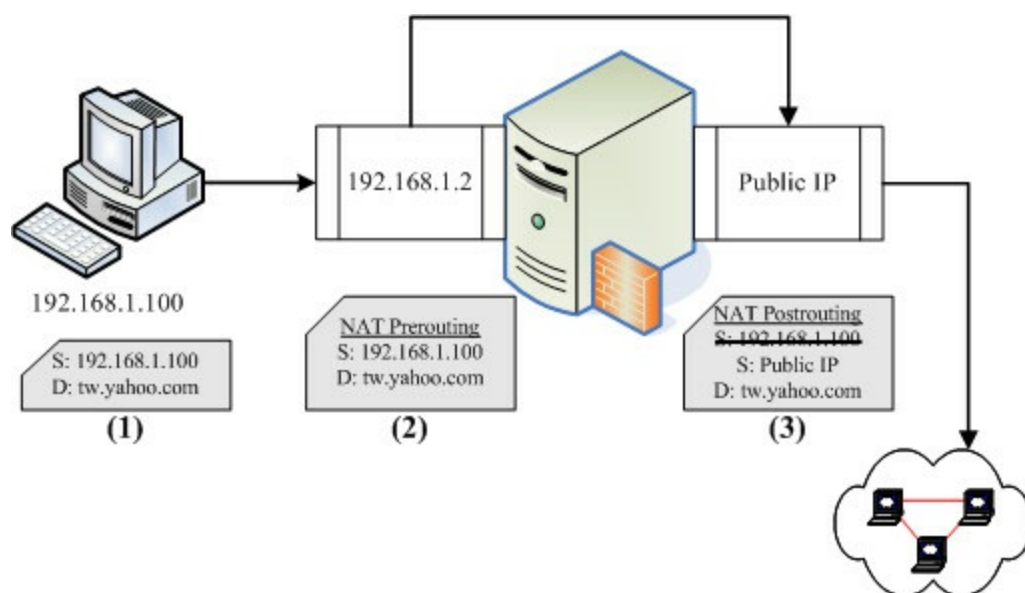 192.168.1.2
Public IP
192.168.1.100
S: 192.168.1.100
D: tw.yahoo.com
(1)
NAT Prerouting
S: 192.168.1.100
D: tw.yahoo.com
(2)
NAT Postrouting
S: 192.168.1.100
S: Public IP
D: tw.yahoo.com
(3)